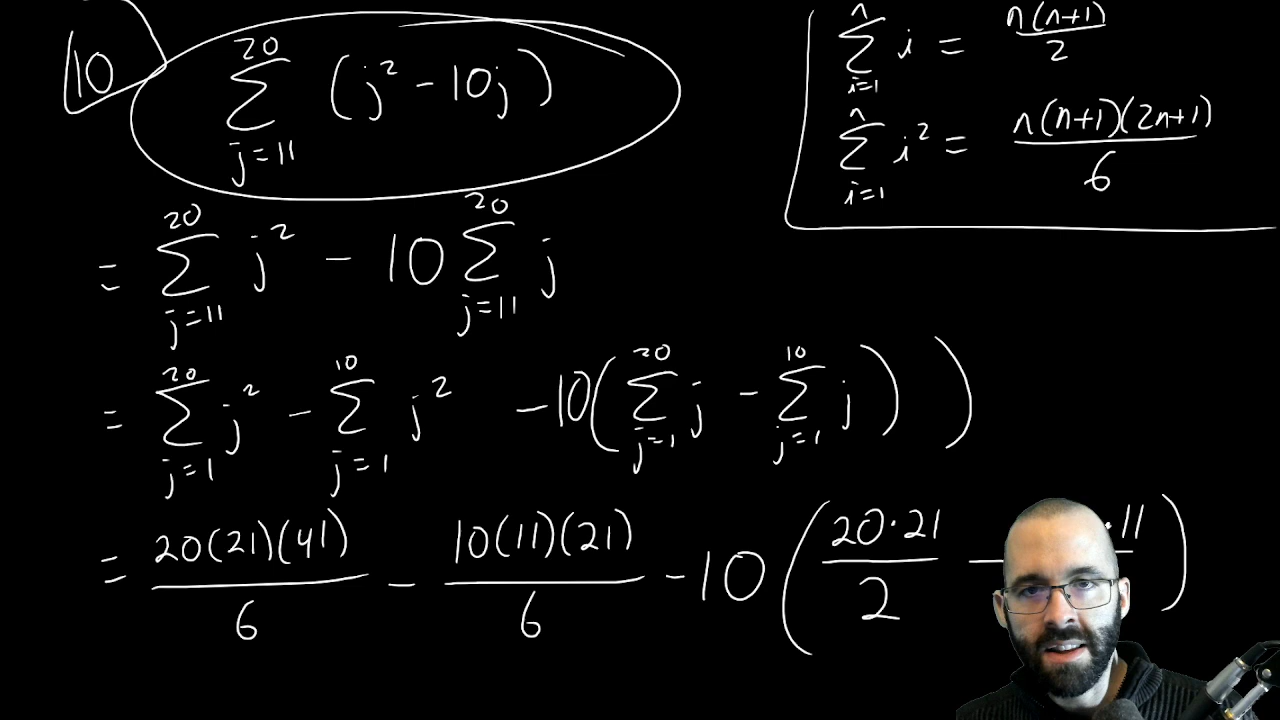 10
20
∑ (j² - 10j)
j=11
n
∑ i = n(n+1)/2
i=1
n
∑ i² = n(n+1)(2n+1)/6
i=1
20 20
= ∑ j² - 10 ∑ j
j=11 j=11
20 10 20 10
= ∑ j² - ∑ j² -10( ∑ j - ∑ j ) )
j=1 j=1 j=1 j=1
= 20(21)(41)/6 - 10(11)(21)/6 - 10( 20·21/2 - ·11 )